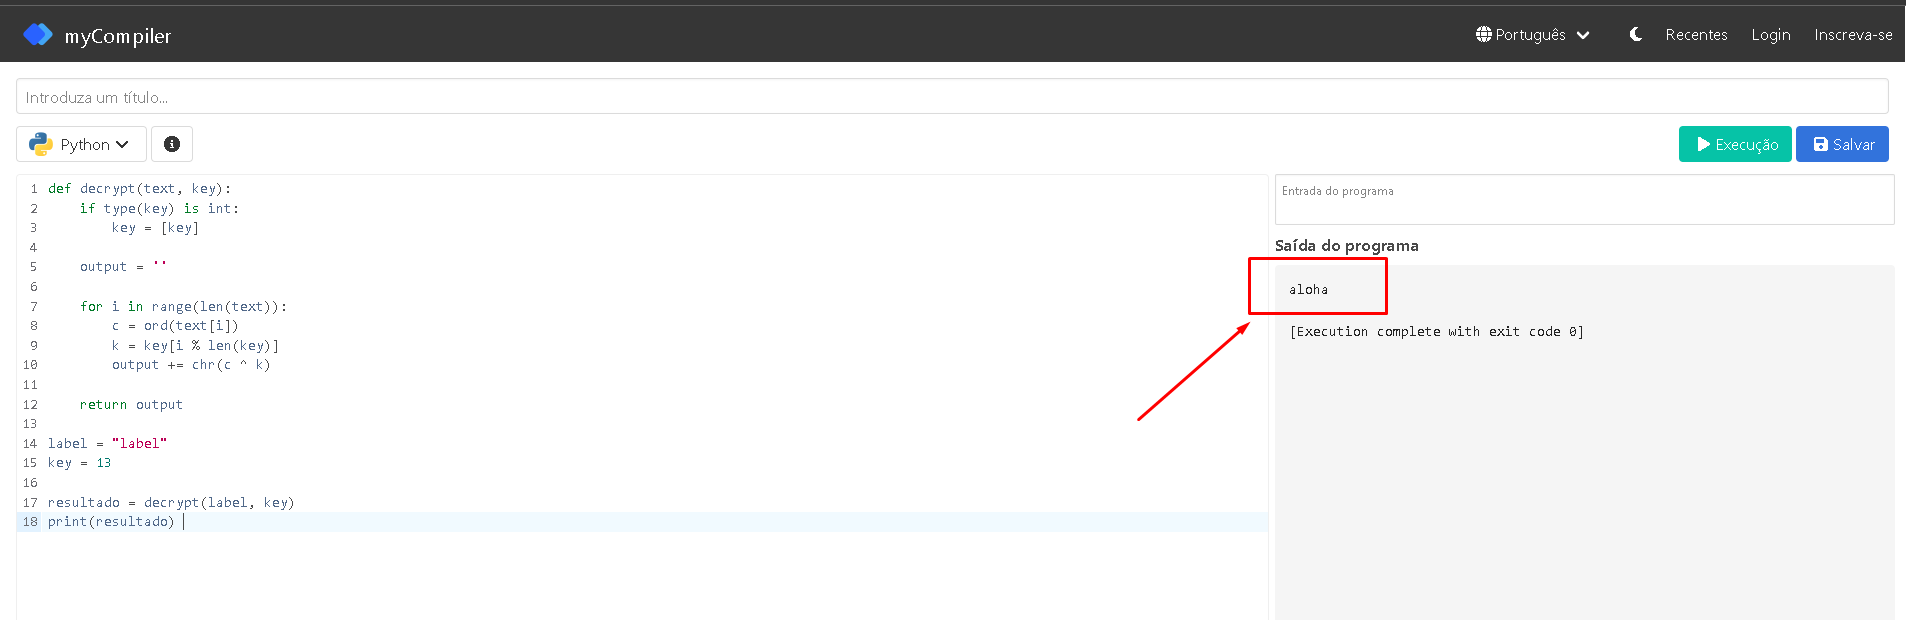 myCompiler
Português
Recentes
Login
Inscreva-se
Introduza um título...
Python
Execução
Salvar
1 def decrypt(text, key):
2     if type(key) is int:
3         key = [key]
4
5     output = ''
6
7     for i in range(len(text)):
8         c = ord(text[i])
9         k = key[i % len(key)]
10         output += chr(c ^ k)
11
12     return output
13
14 label = "label"
15 key = 13
16
17 resultado = decrypt(label, key)
18 print(resultado)
Entrada do programa
Saída do programa
aloha
[Execution complete with exit code 0]